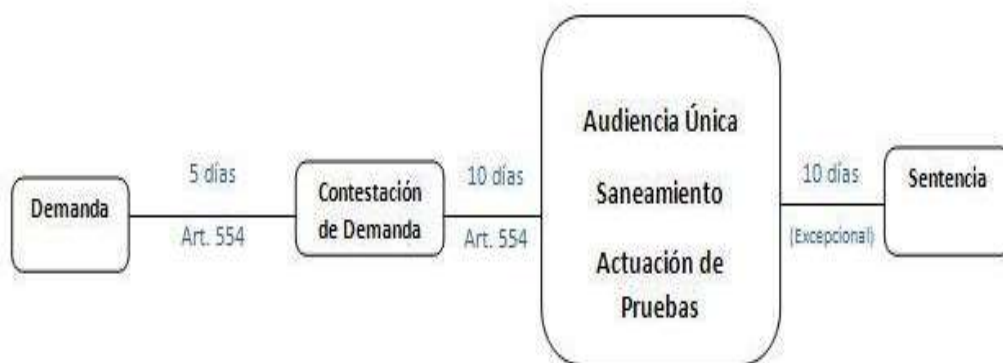 Demanda
5 días
Art. 554
Contestación
de Demanda
10 días
Art. 554
Audiencia Única
Saneamiento
Actuación de
Pruebas
10 días
(Excepcional)
Sentencia